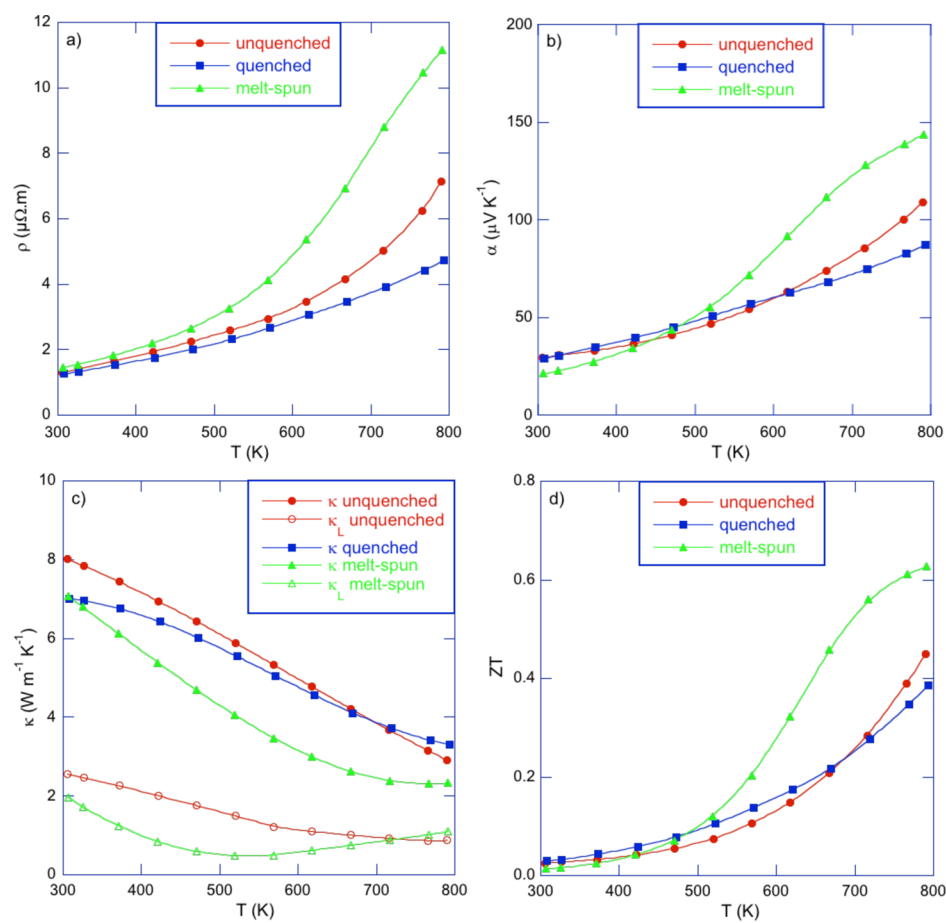 a)
unquenched
quenched
melt-spun
12
10
8
6
4
2
0
ρ (μΩ.m)
300 400 500 600 700 800
T (K)
b)
unquenched
quenched
melt-spun
200
150
100
50
0
α (μV K⁻¹)
300 400 500 600 700 800
T (K)
c)
κ unquenched
κL unquenched
κ quenched
κ melt-spun
κL melt-spun
10
8
6
4
2
0
κ (W m⁻¹ K⁻¹)
300 400 500 600 700 800
T (K)
d)
unquenched
quenched
melt-spun
0.8
0.6
0.4
0.2
0.0
ZT
300 400 500 600 700 800
T (K)